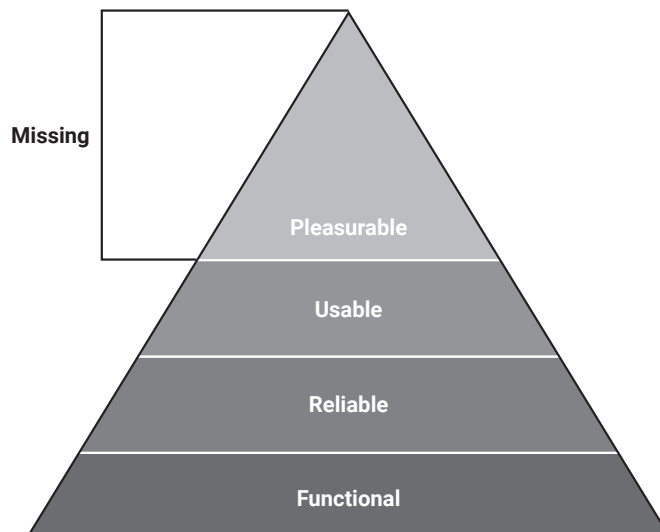 Missing
Pleasurable
Usable
Reliable
Functional